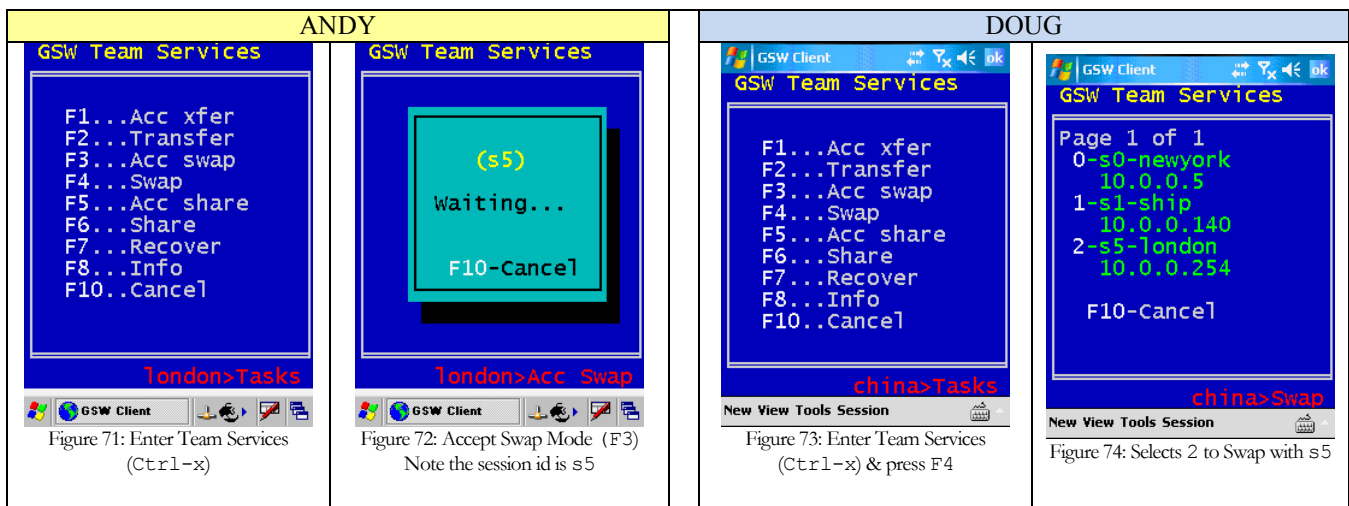 ANDY
GSW Team Services
F1...Acc xfer
F2...Transfer
F3...Acc swap
F4...Swap
F5...Acc share
F6...Share
F7...Recover
F8...Info
F10..Cancel
london>Tasks
GSW Client
Figure 71: Enter Team Services
(Ctrl-x)
GSW Team Services
(s5)
Waiting...
F10-Cancel
london>Acc Swap
GSW Client
Figure 72: Accept Swap Mode (F3)
Note the session id is s5
DOUG
GSW Client
ok
GSW Team Services
F1...Acc xfer
F2...Transfer
F3...Acc swap
F4...Swap
F5...Acc share
F6...Share
F7...Recover
F8...Info
F10..Cancel
china>Tasks
New View Tools Session
Figure 73: Enter Team Services
(Ctrl-x) & press F4
GSW Client
ok
GSW Team Services
Page 1 of 1
0-s0-newyork
10.0.0.5
1-s1-ship
10.0.0.140
2-s5-london
10.0.0.254
F10-Cancel
china>Swap
New View Tools Session
Figure 74: Selects 2 to Swap with s5